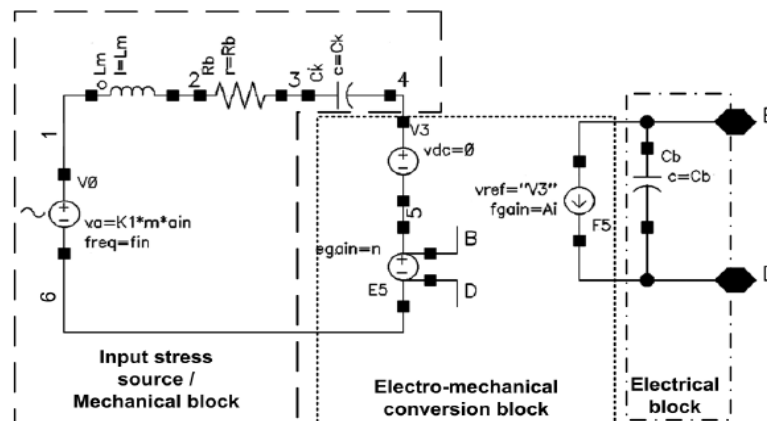 Lm
l=Lm
Rb
r=Rb
Ck
c=Ck
1
2
3
4
V0
va=K1*m*ain
freq=fin
6
V3
vdc=0
5
egain=n
B
D
E5
vref="V3"
fgain=Ai
F5
Cb
c=Cb
Input stress
source /
Mechanical block
Electro-mechanical
conversion block
Electrical
block